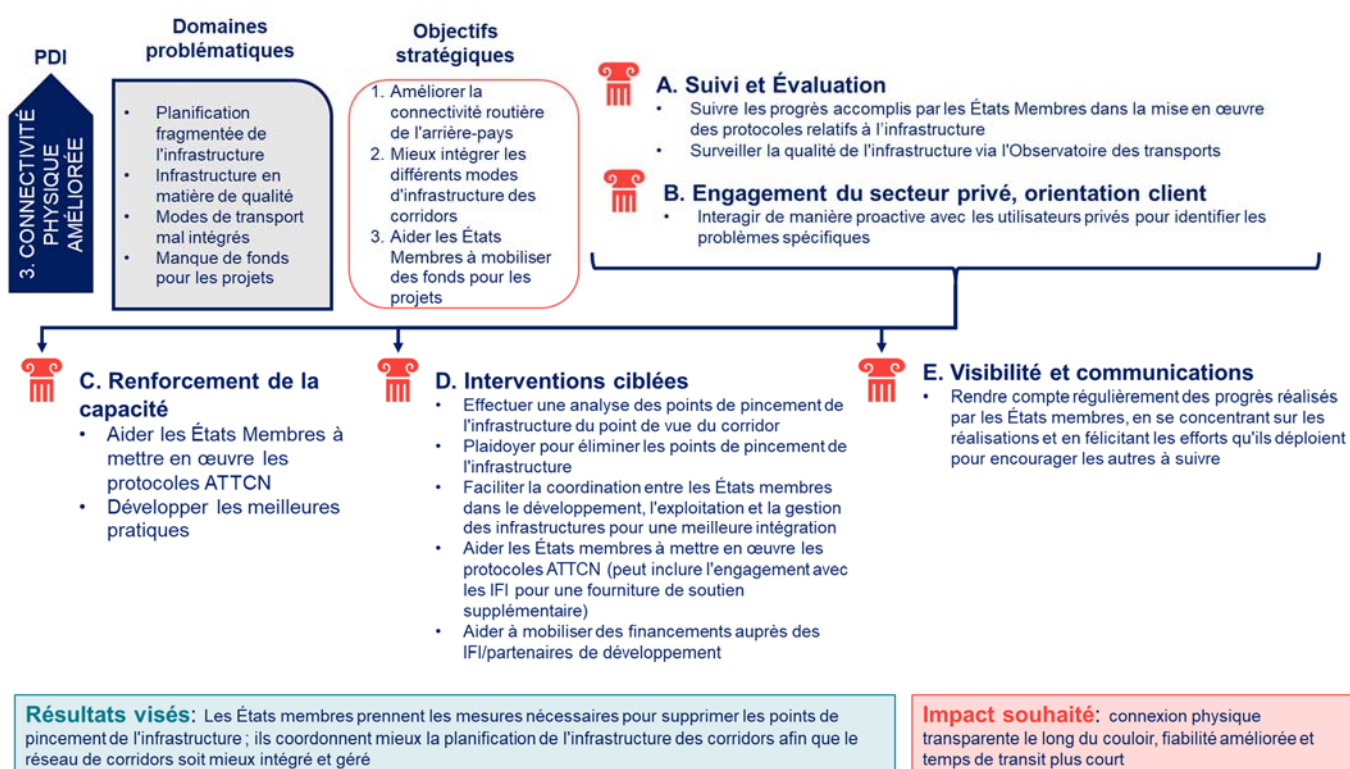 PDI
3. CONNECTIVITÉ
PHYSIQUE
AMÉLIORÉE
Domaines
problématiques
• Planification
fragmentée de
l'infrastructure
• Infrastructure en
matière de qualité
• Modes de transport
mal intégrés
• Manque de fonds
pour les projets
Objectifs
stratégiques
1. Améliorer la
connectivité routière
de l'arrière-pays
2. Mieux intégrer les
différents modes
d'infrastructure des
corridors
3. Aider les États
Membres à mobiliser
des fonds pour les
projets
A. Suivi et Évaluation
• Suivre les progrès accomplis par les États Membres dans la mise en œuvre
des protocoles relatifs à l'infrastructure
• Surveiller la qualité de l'infrastructure via l'Observatoire des transports
B. Engagement du secteur privé, orientation client
• Interagir de manière proactive avec les utilisateurs privés pour identifier les
problèmes spécifiques
C. Renforcement de la
capacité
• Aider les États Membres à
mettre en œuvre les
protocoles ATTCN
• Développer les meilleures
pratiques
D. Interventions ciblées
• Effectuer une analyse des points de pincement de
l'infrastructure du point de vue du corridor
• Plaidoyer pour éliminer les points de pincement de
l'infrastructure
• Faciliter la coordination entre les États membres
dans le développement, l'exploitation et la gestion
des infrastructures pour une meilleure intégration
• Aider les États membres à mettre en œuvre les
protocoles ATTCN (peut inclure l'engagement avec
les IFI pour une fourniture de soutien
supplémentaire)
• Aider à mobiliser des financements auprès des
IFI/partenaires de développement
E. Visibilité et communications
• Rendre compte régulièrement des progrès réalisés
par les États membres, en se concentrant sur les
réalisations et en félicitant les efforts qu'ils déploient
pour encourager les autres à suivre
Résultats visés: Les États membres prennent les mesures nécessaires pour supprimer les points de
pincement de l'infrastructure ; ils coordonnent mieux la planification de l'infrastructure des corridors afin que le
réseau de corridors soit mieux intégré et géré
Impact souhaité: connexion physique
transparente le long du couloir, fiabilité améliorée et
temps de transit plus court